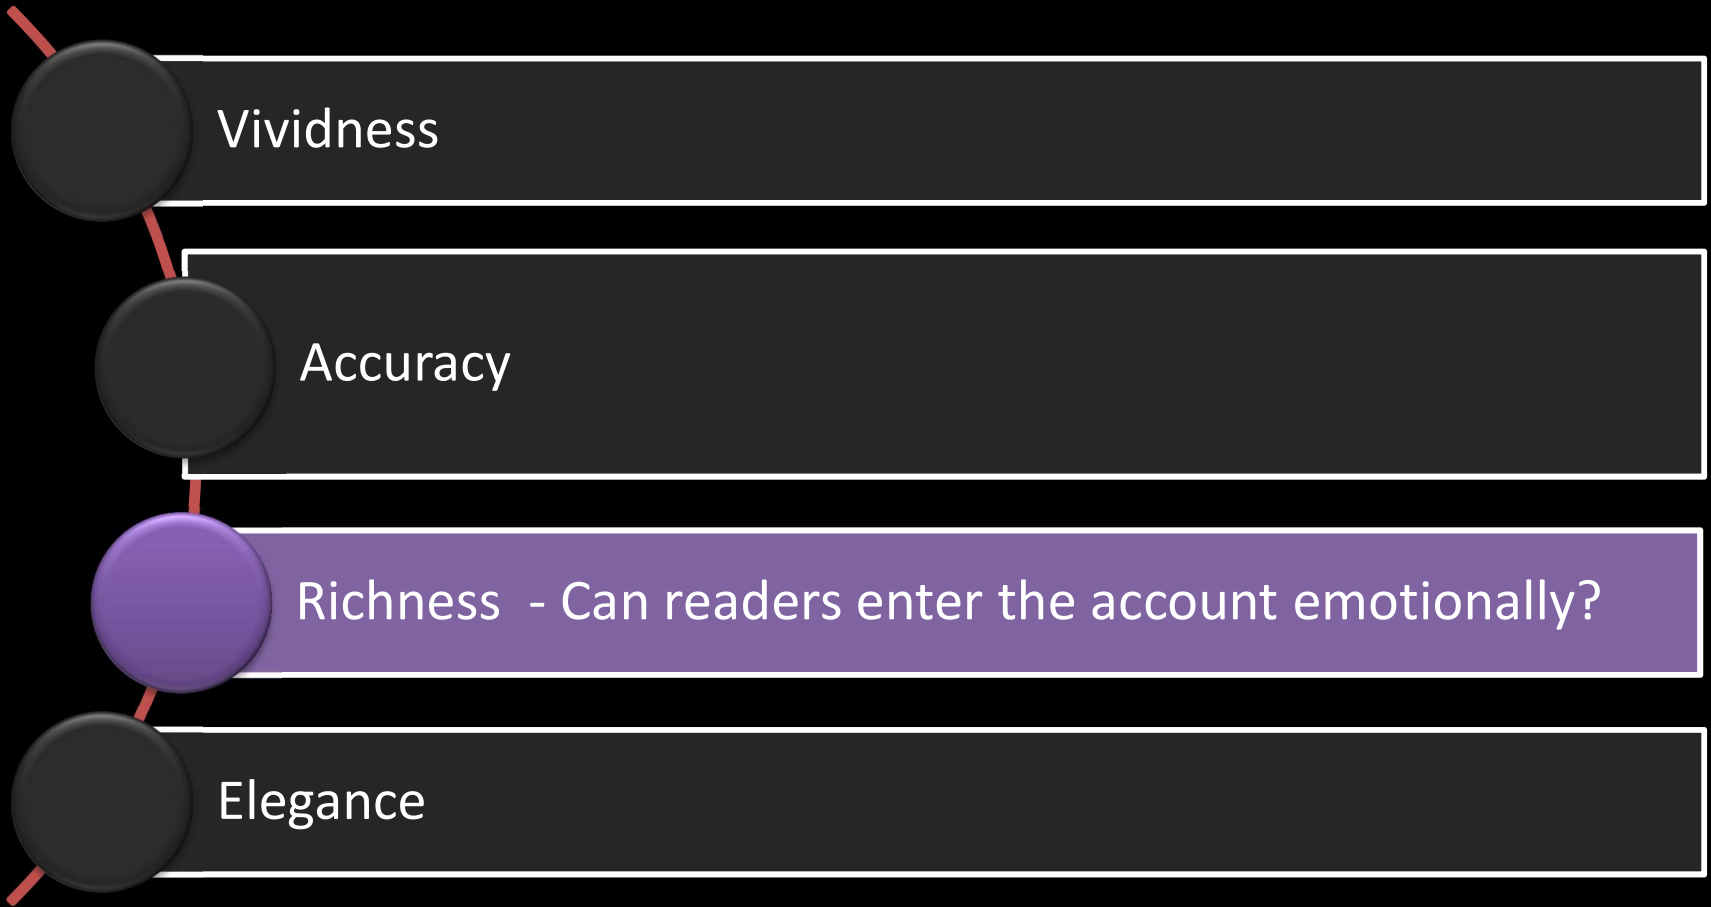 Vividness
Accuracy
Richness  - Can readers enter the account emotionally?
Elegance